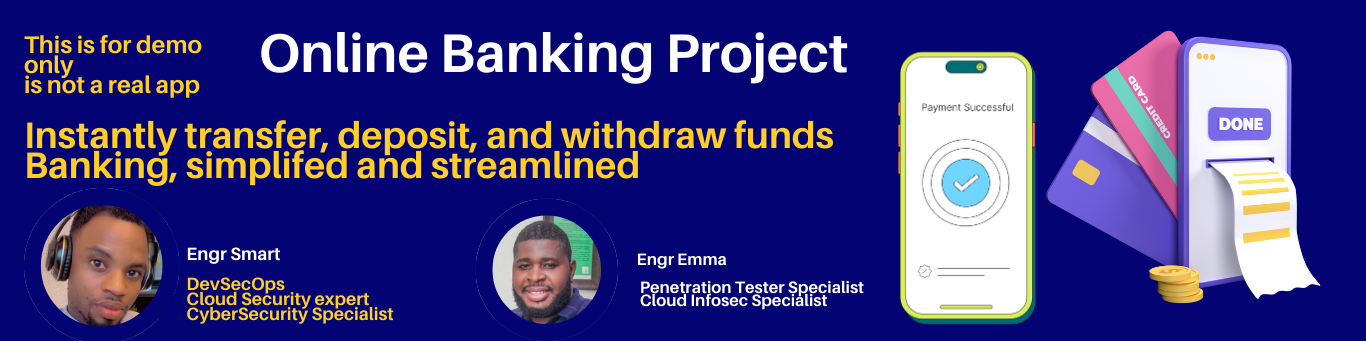 This is for demo
only
is not a real app
Online Banking Project
Instantly transfer, deposit, and withdraw funds
Banking, simplifed and streamlined
Engr Smart
DevSecOps
Cloud Security expert
CyberSecurity Specialist
Engr Emma
Penetration Tester Specialist
Cloud Infosec Specialist
Payment Successful
CREDIT CARD
DONE